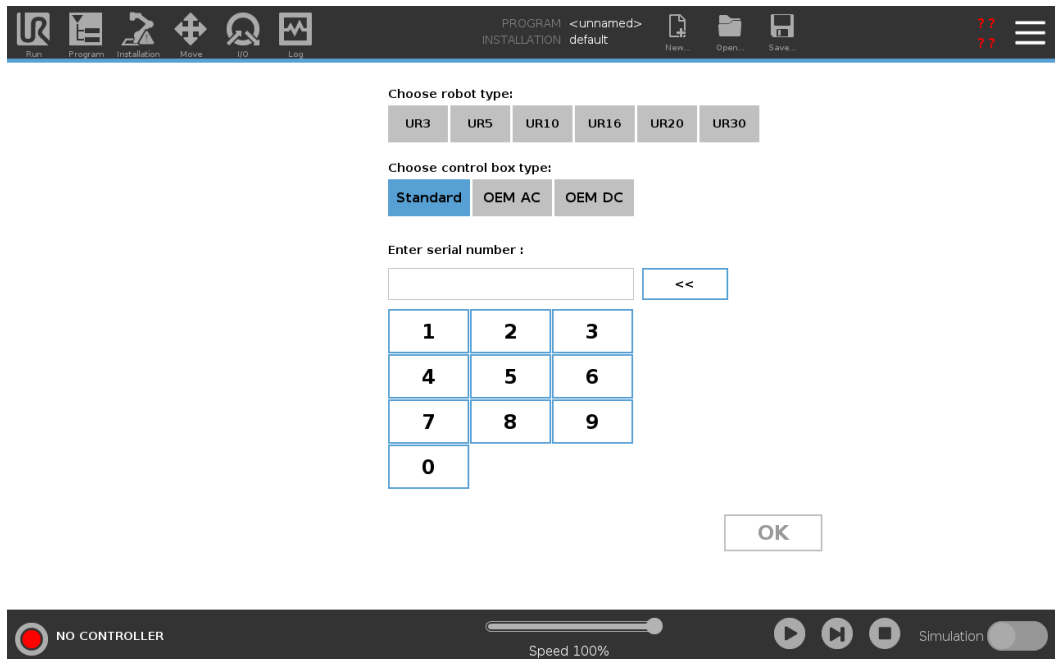 PROGRAM <unnamed>
INSTALLATION default
Run Program Installation Move I/O Log New... Open... Save...
? ?
? ?
Choose robot type:
UR3 UR5 UR10 UR16 UR20 UR30
Choose control box type:
Standard OEM AC OEM DC
Enter serial number :
<<
1 2 3
4 5 6
7 8 9
0
OK
NO CONTROLLER
Speed 100%
Simulation